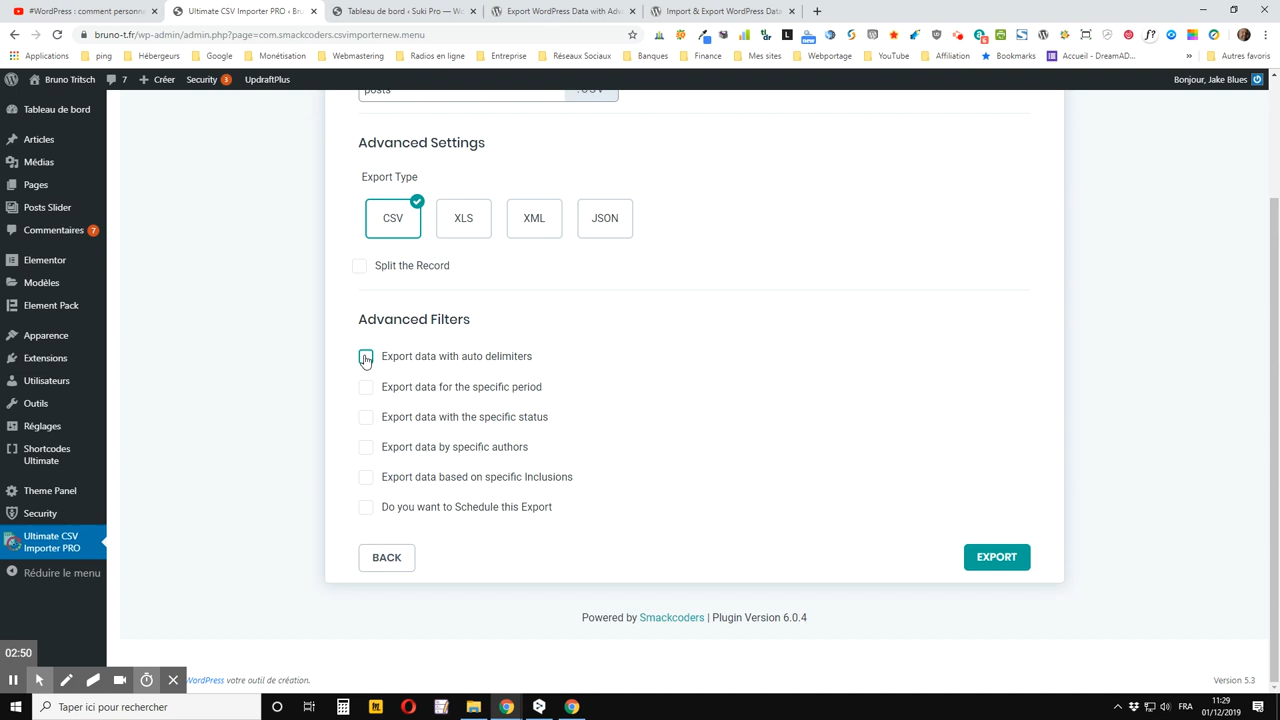 #WordPress : comment personna
Ultimate CSV Importer PRO ‹ Bru
Tableau de bord ‹ Suki Pro — Wo
Export WordPress Data with Adva
Import & Export WordPress Data
bruno-t.fr/wp-admin/admin.php?page=com.smackcoders.csvimporternew.menu
Applications
ping
Hébergeurs
Google
Monétisation
Webmastering
Radios en ligne
Entreprise
Réseaux Sociaux
Banques
Finance
Mes sites
Webportage
YouTube
Affiliation
Bookmarks
Accueil - DreamAD...
»
Autres favoris
Bruno Tritsch
7
Créer
Security 3
UpdraftPlus
Bonjour, Jake Blues
Tableau de bord
Articles
Médias
Pages
Posts Slider
Commentaires 7
Elementor
Modèles
Element Pack
Apparence
Extensions
Utilisateurs
Outils
Réglages
Shortcodes
Ultimate
Theme Panel
Security
Ultimate CSV
Importer PRO
Réduire le menu
posts
.CSV
Advanced Settings
Export Type
CSV
XLS
XML
JSON
Split the Record
Advanced Filters
Export data with auto delimiters
Export data for the specific period
Export data with the specific status
Export data by specific authors
Export data based on specific Inclusions
Do you want to Schedule this Export
BACK
EXPORT
Powered by Smackcoders | Plugin Version 6.0.4
02:50
WordPress votre outil de création.
Version 5.3
Taper ici pour rechercher
FRA
11:29
01/12/2019